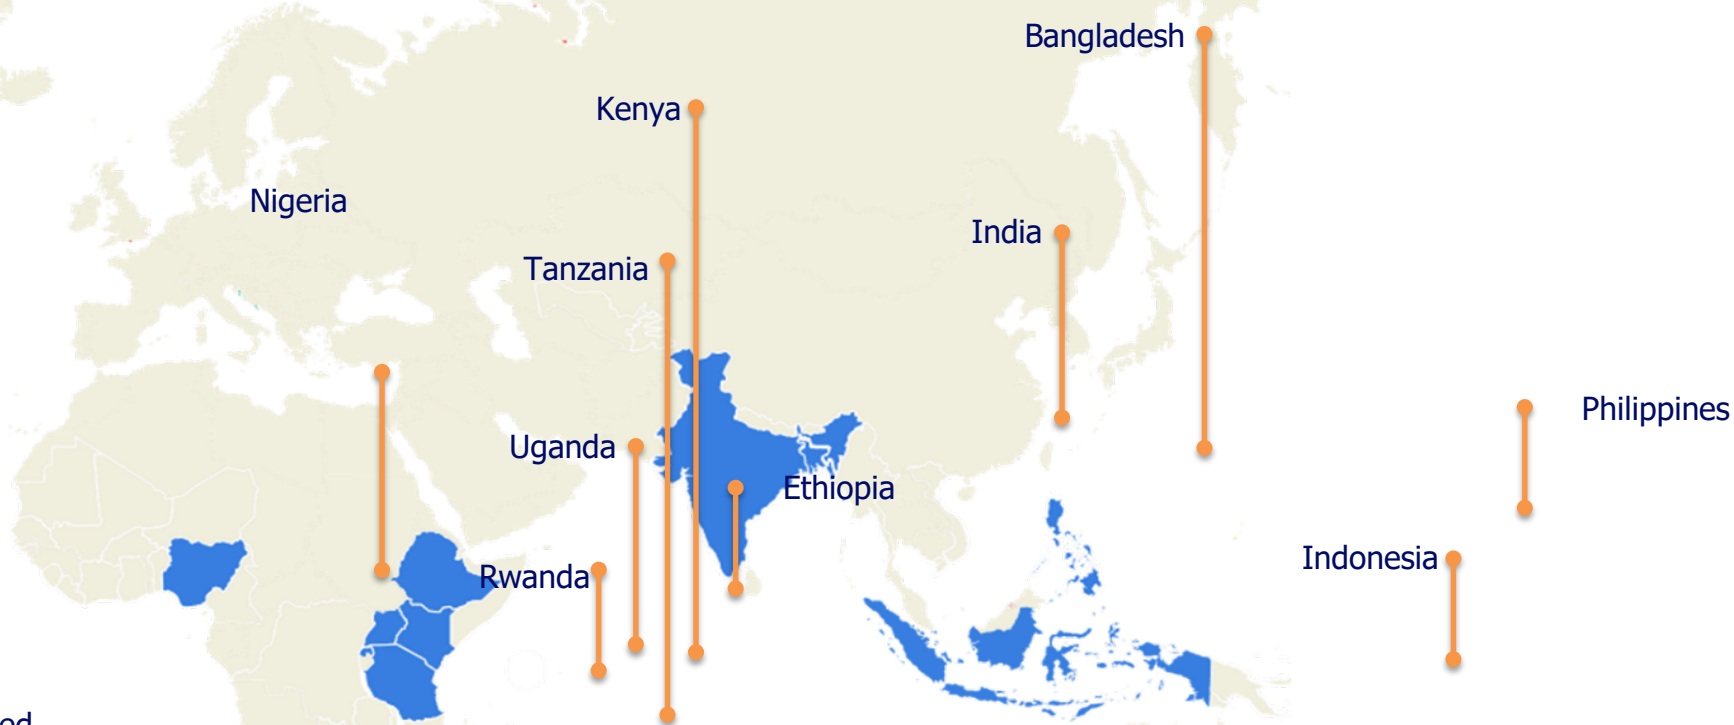 Bangladesh
Kenya
Nigeria
India
Tanzania
Philippines
Uganda
Ethiopia
Indonesia
Rwanda